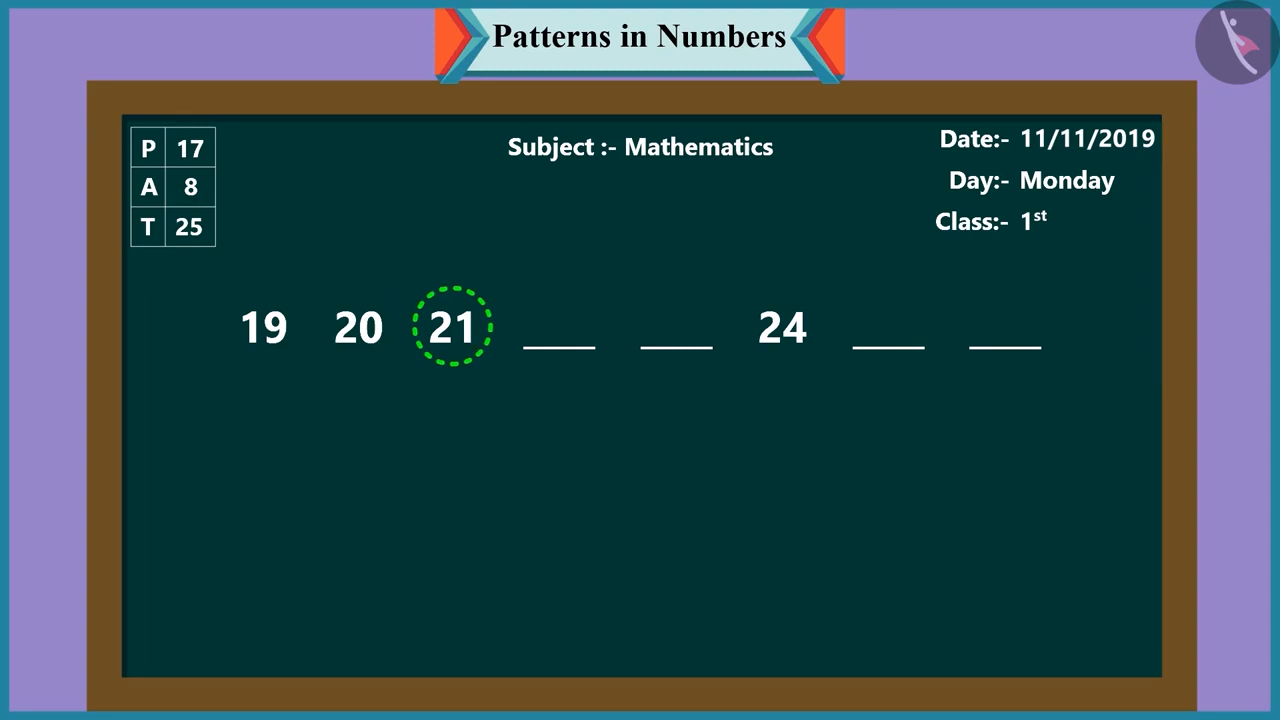 Patterns in Numbers
P 17
A 8
T 25
Subject :- Mathematics
Date:- 11/11/2019
Day:- Monday
Class:- 1st
19 20 21 ____ ____ 24 ____ ____